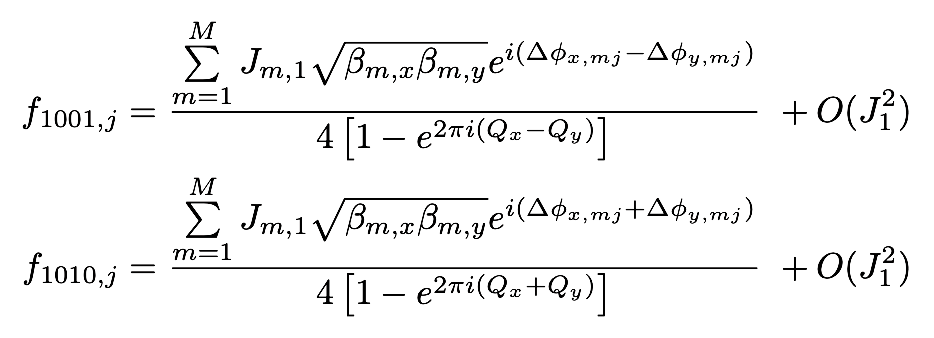 f_{1001,j} = \frac{\sum_{m=1}^{M} J_{m,1} \sqrt{\beta_{m,x}\beta_{m,y}} e^{i(\Delta\phi_{x,mj} - \Delta\phi_{y,mj})}}{4\left[1 - e^{2\pi i(Q_x - Q_y)}\right]} + O(J_1^2)
f_{1010,j} = \frac{\sum_{m=1}^{M} J_{m,1} \sqrt{\beta_{m,x}\beta_{m,y}} e^{i(\Delta\phi_{x,mj} + \Delta\phi_{y,mj})}}{4\left[1 - e^{2\pi i(Q_x + Q_y)}\right]} + O(J_1^2)